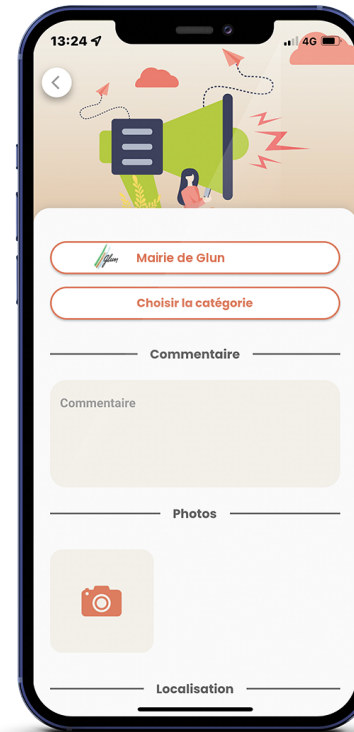 13:24
4G
Glun
Mairie de Glun
Choisir la catégorie
Commentaire
Commentaire
Photos
Localisation